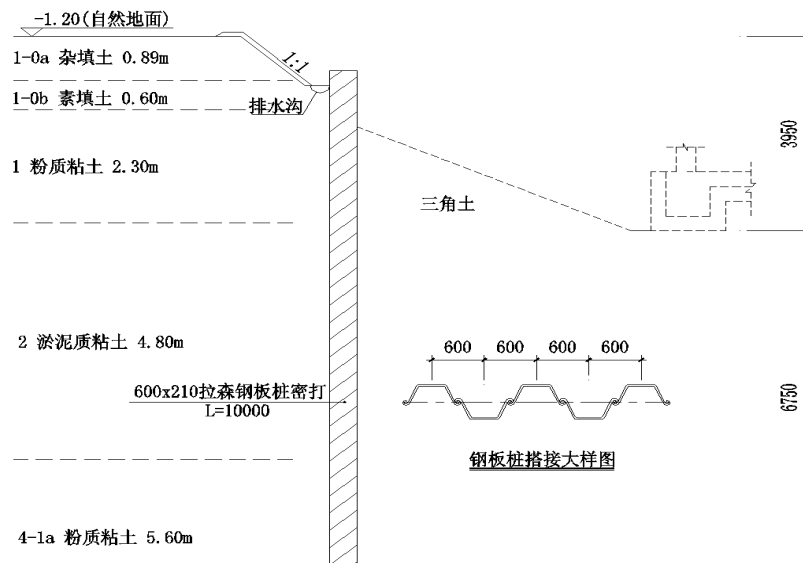 -1.20(自然地面)
1-0a 杂填土 0.89m
1:1
1-0b 素填土 0.60m
排水沟
3950
1 粉质粘土 2.30m
三角土
2 淤泥质粘土 4.80m
600 600 600 600
600x210拉森钢板桩密打
L=10000
6750
钢板桩搭接大样图
4-1a 粉质粘土 5.60m